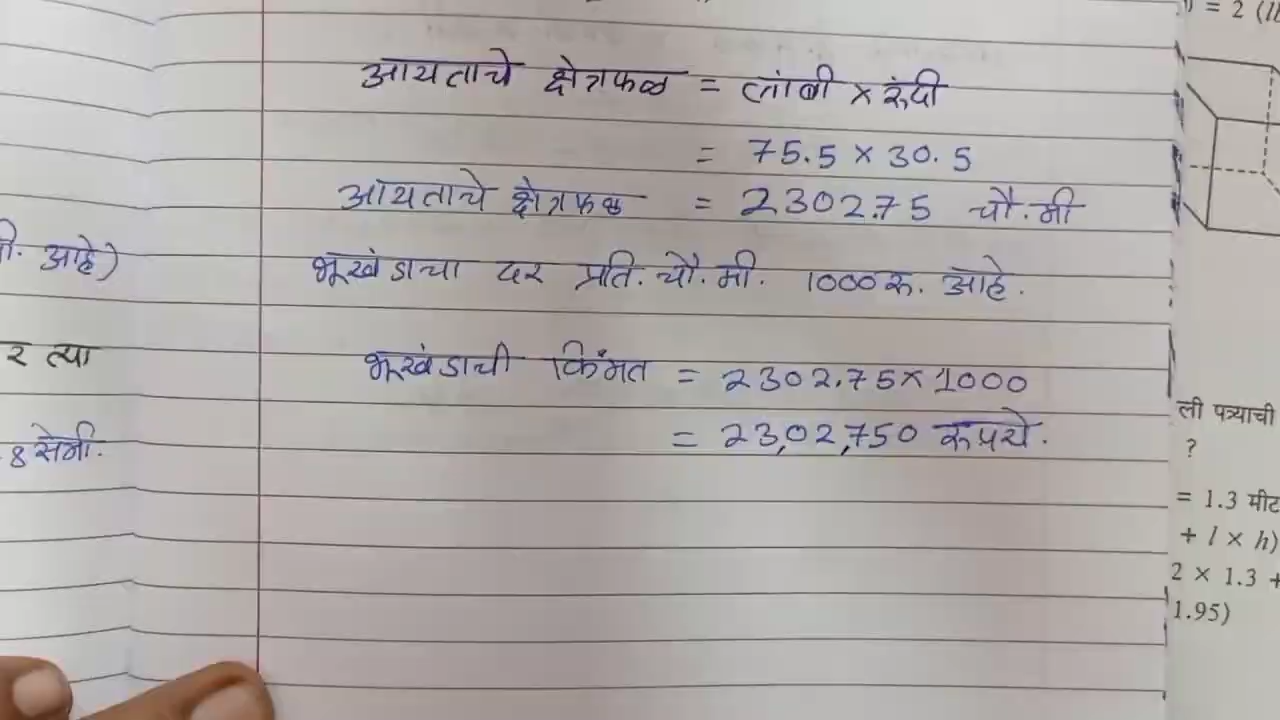 आयताचे क्षेत्रफळ = लांबी × रुंदी
= 75.5 × 30.5
आयताचे क्षेत्रफळ = 2302.75 चौ.मी
भूखंडाचा दर प्रति.चौ.मी. 1000रु. आहे.
भूखंडाची किंमत = 2302.75×1000
= 23,02,750 रूपये.
आहे)
र त्या
8 सेमी.
= 2
ली पत्र्याची
?
= 1.3 मीट
+ l × h)
2 × 1.3 +
1.95)